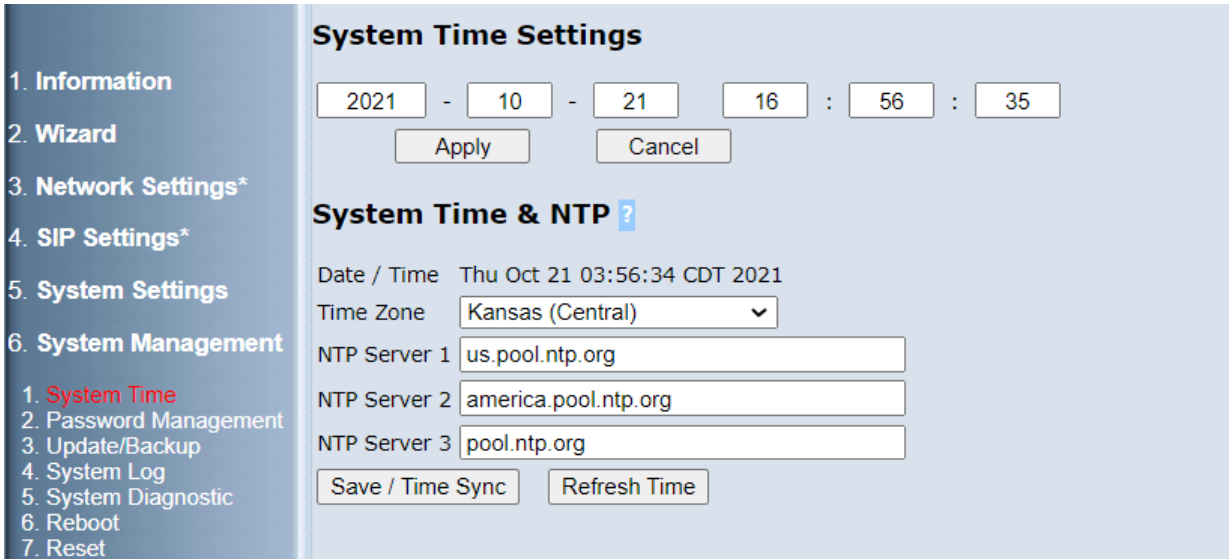 1. Information
2. Wizard
3. Network Settings*
4. SIP Settings*
5. System Settings
6. System Management
1. System Time
2. Password Management
3. Update/Backup
4. System Log
5. System Diagnostic
6. Reboot
7. Reset
System Time Settings
2021 - 10 - 21 16 : 56 : 35
Apply Cancel
System Time & NTP ?
Date / Time Thu Oct 21 03:56:34 CDT 2021
Time Zone Kansas (Central)
NTP Server 1 us.pool.ntp.org
NTP Server 2 america.pool.ntp.org
NTP Server 3 pool.ntp.org
Save / Time Sync Refresh Time